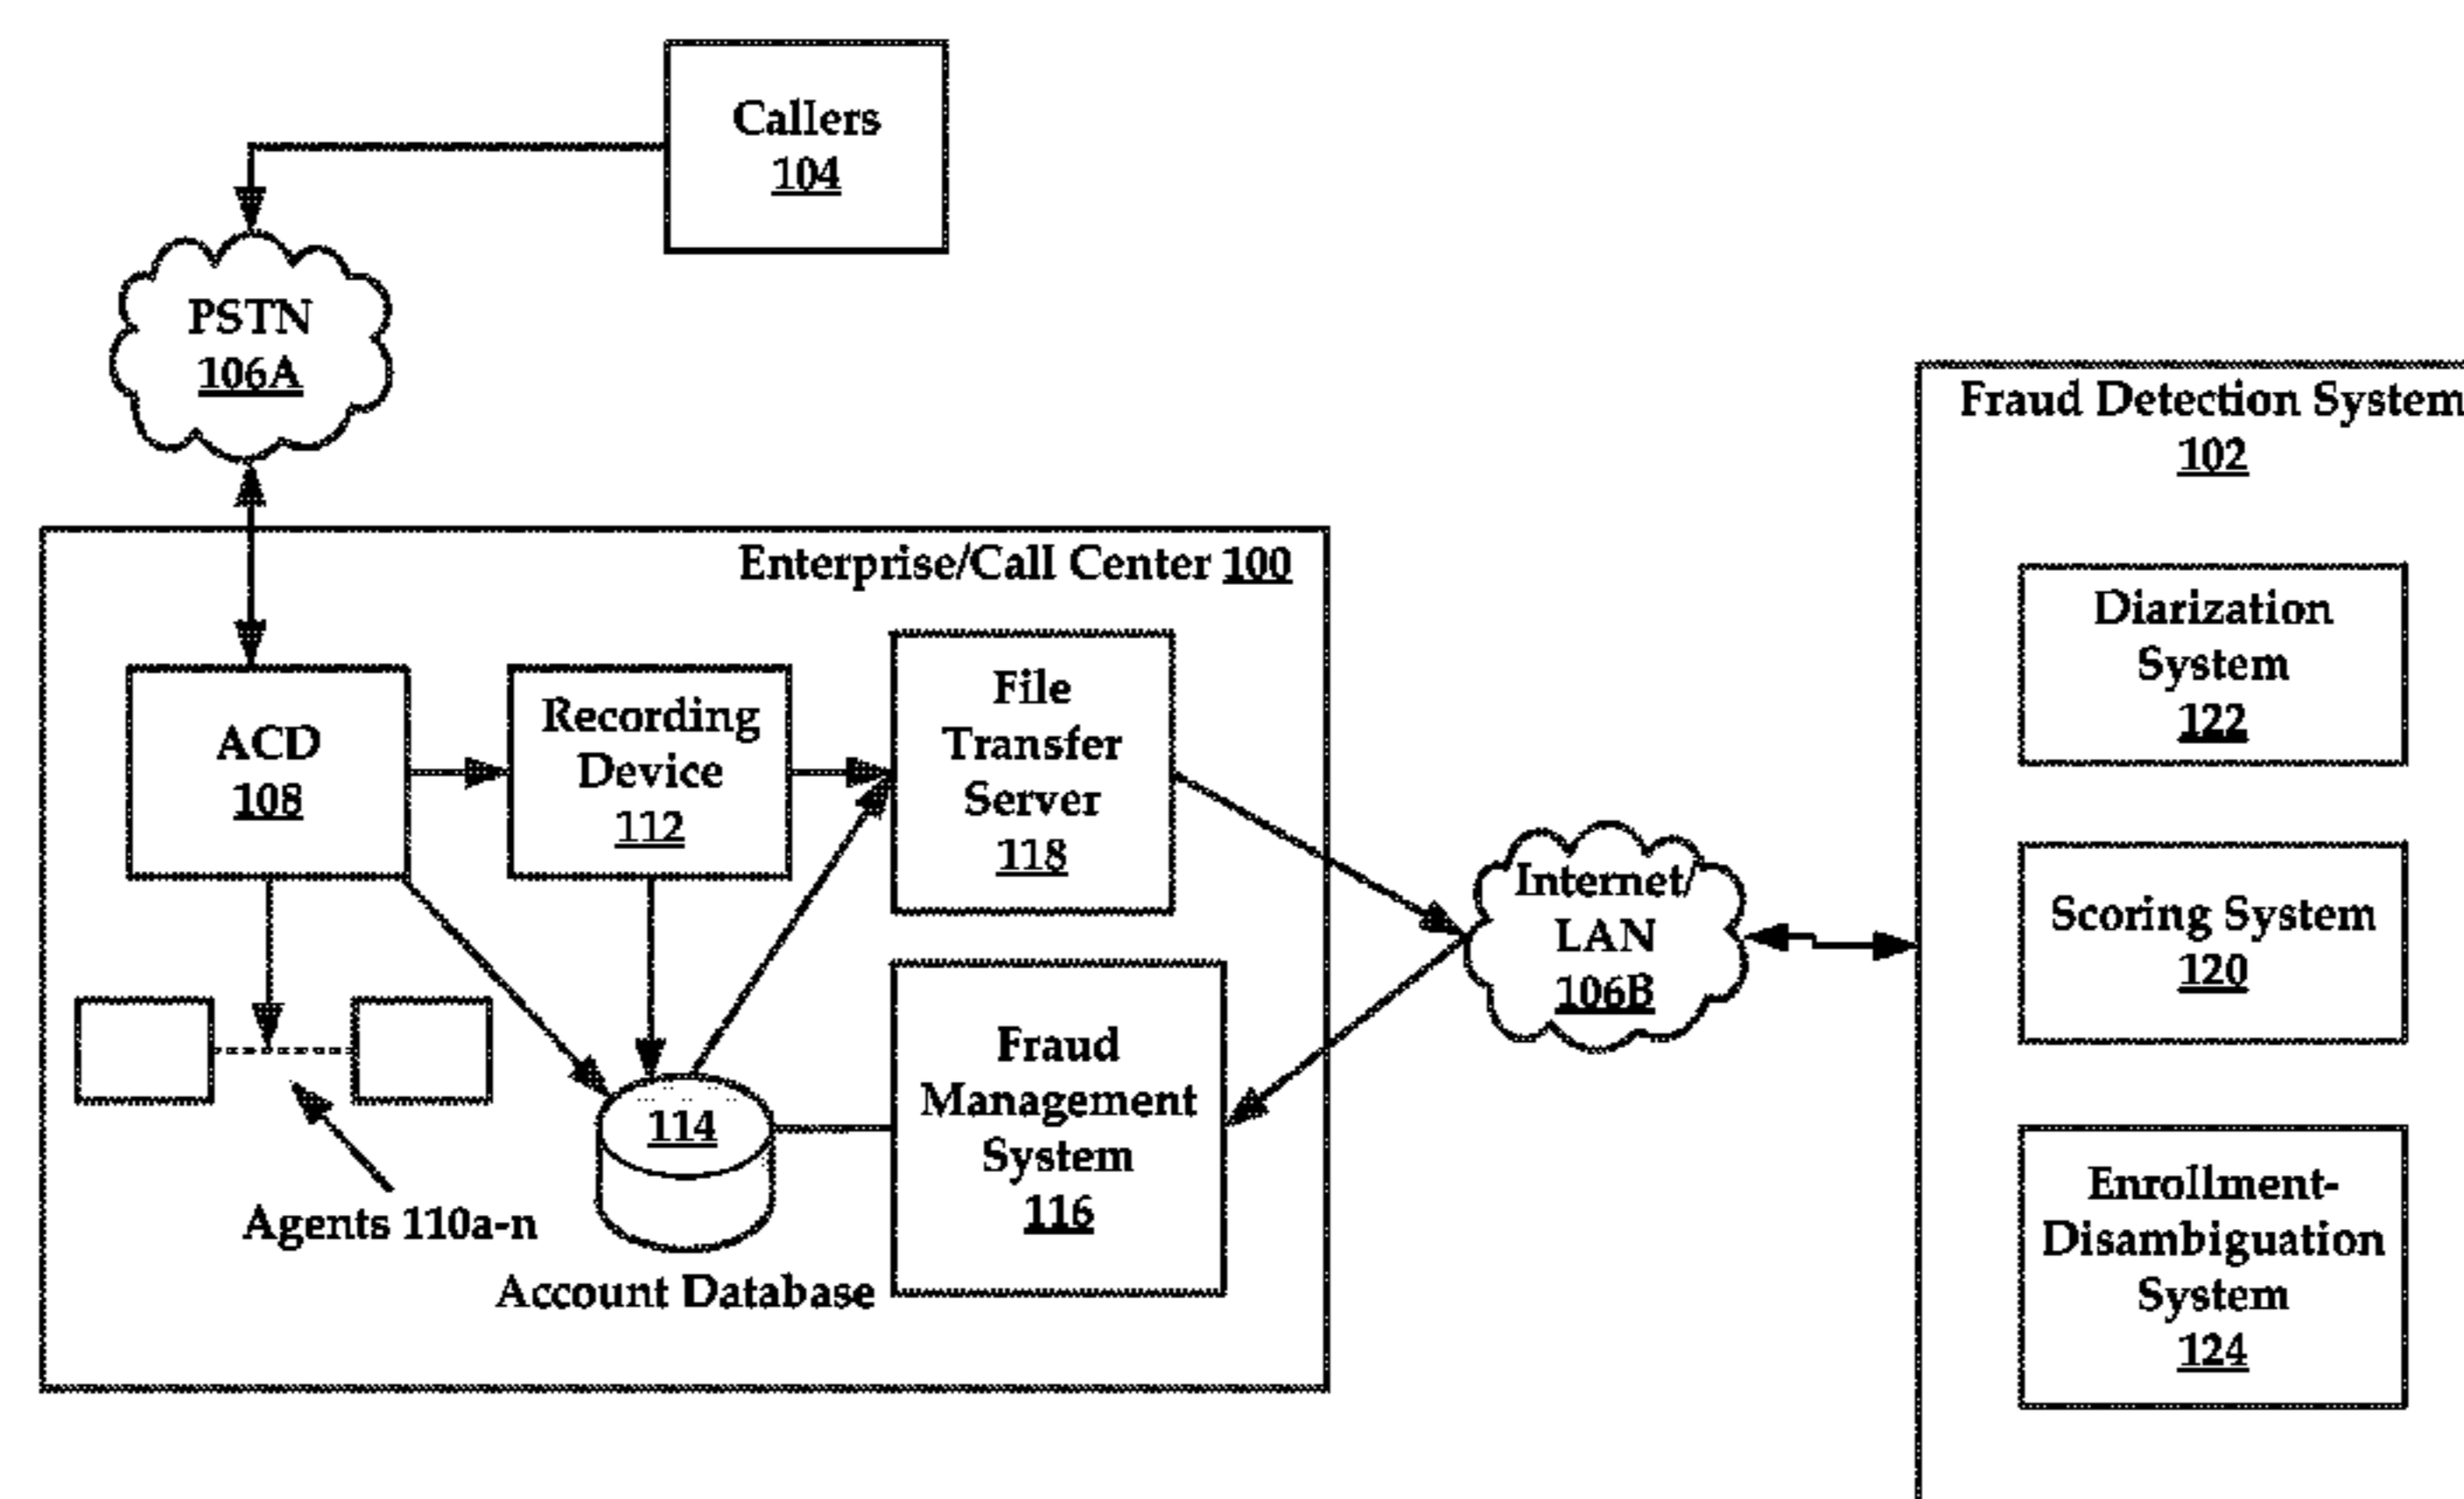 Callers
104
PSTN
106A
Fraud Detection System
102
Enterprise/Call Center 100
Diarization
System
122
File
Transfer
Server
118
Recording
Device
112
ACD
108
Internet/
LAN
106B
Scoring System
120
Fraud
Management
System
116
114
Agents 110a-n
Account Database
Enrollment-
Disambiguation
System
124